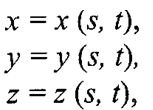 x = x (s, t),
y = y (s, t),
z = z (s, t),